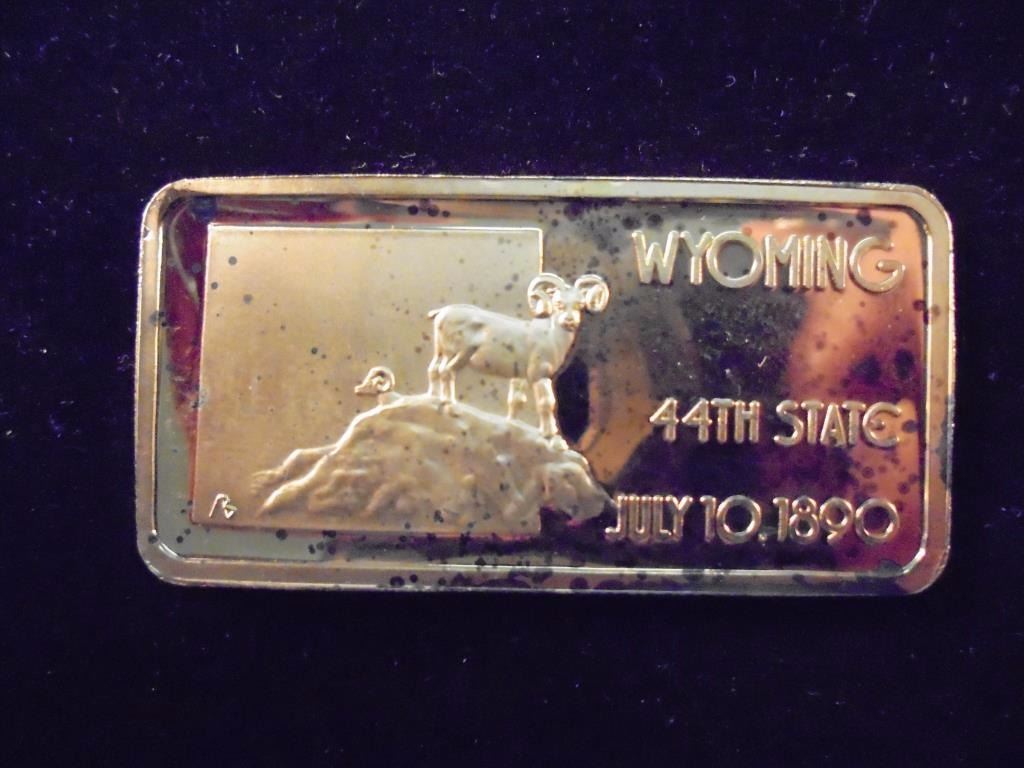 WYOMING
44TH STATE
JULY 10, 1890